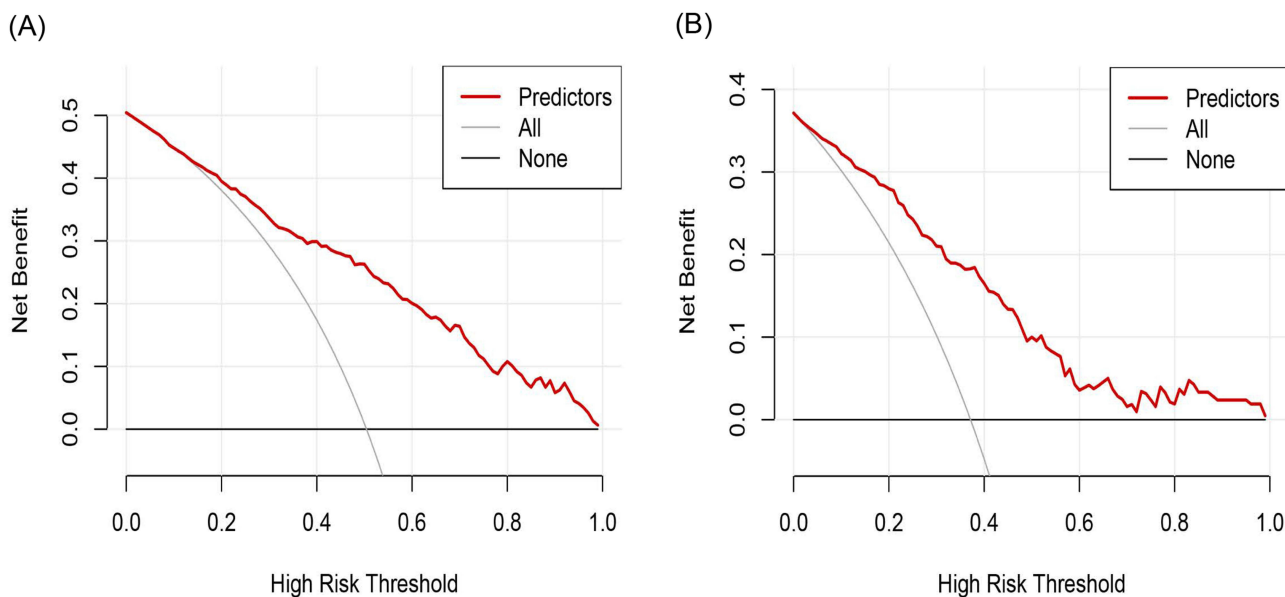 (A)
Predictors
All
None
Net Benefit
0.5
0.4
0.3
0.2
0.1
0.0
0.0 0.2 0.4 0.6 0.8 1.0
High Risk Threshold
(B)
Predictors
All
None
Net Benefit
0.4
0.3
0.2
0.1
0.0
0.0 0.2 0.4 0.6 0.8 1.0
High Risk Threshold